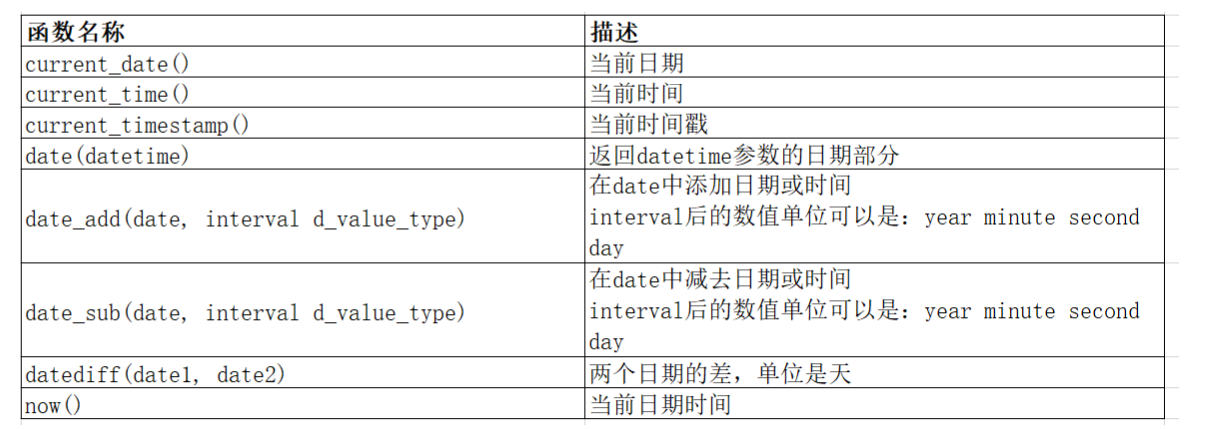 函数名称 描述
current_date() 当前日期
current_time() 当前时间
current_timestamp() 当前时间戳
date(datetime) 返回datetime参数的日期部分
date_add(date, interval d_value_type) 在date中添加日期或时间
interval后的数值单位可以是：year minute second
day
date_sub(date, interval d_value_type) 在date中减去日期或时间
interval后的数值单位可以是：year minute second
day
datediff(date1, date2) 两个日期的差，单位是天
now() 当前日期时间